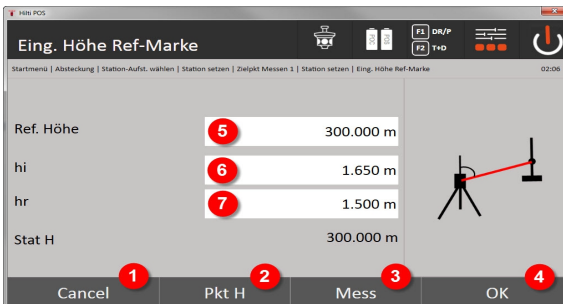 Hilti POS
Eing. Höhe Ref-Marke
POC
POS
F1 DR/P
F2 T+D
Startmenü | Absteckung | Station-Aufst. wählen | Station setzen | Zielpkt Messen 1 | Station setzen | Eing. Höhe Ref-Marke
02:06
Ref. Höhe 5 300.000 m
hi 6 1.650 m
hr 7 1.500 m
Stat H 300.000 m
1 2 3 4
Cancel Pkt H Mess OK